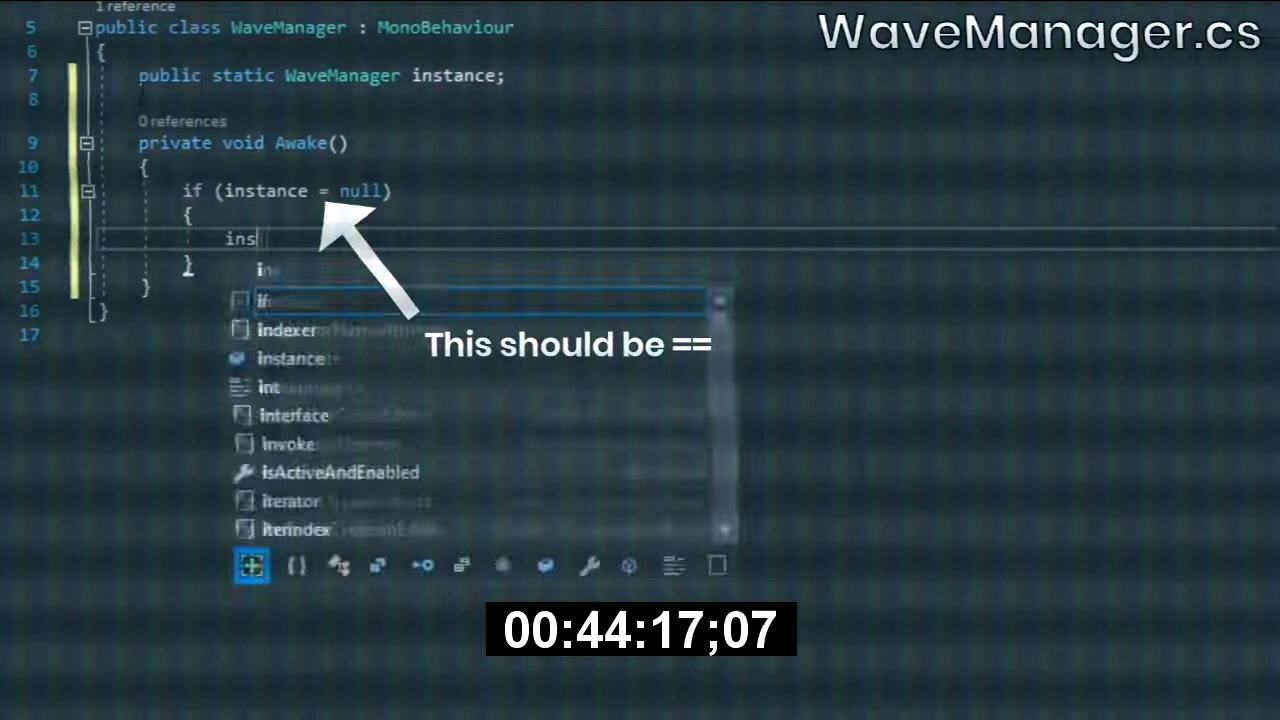 1 reference
WaveManager.cs
5 public class WaveManager : MonoBehaviour
6 {
7 public static WaveManager instance;
8
0 references
9 private void Awake()
10 {
11 if (instance = null)
12 {
13 ins
14 }
15 }
16 }
17
if
indexer
This should be ==
instance
int
interface
Invoke
isActiveAndEnabled
iterator
iterindex
00:44:17;07